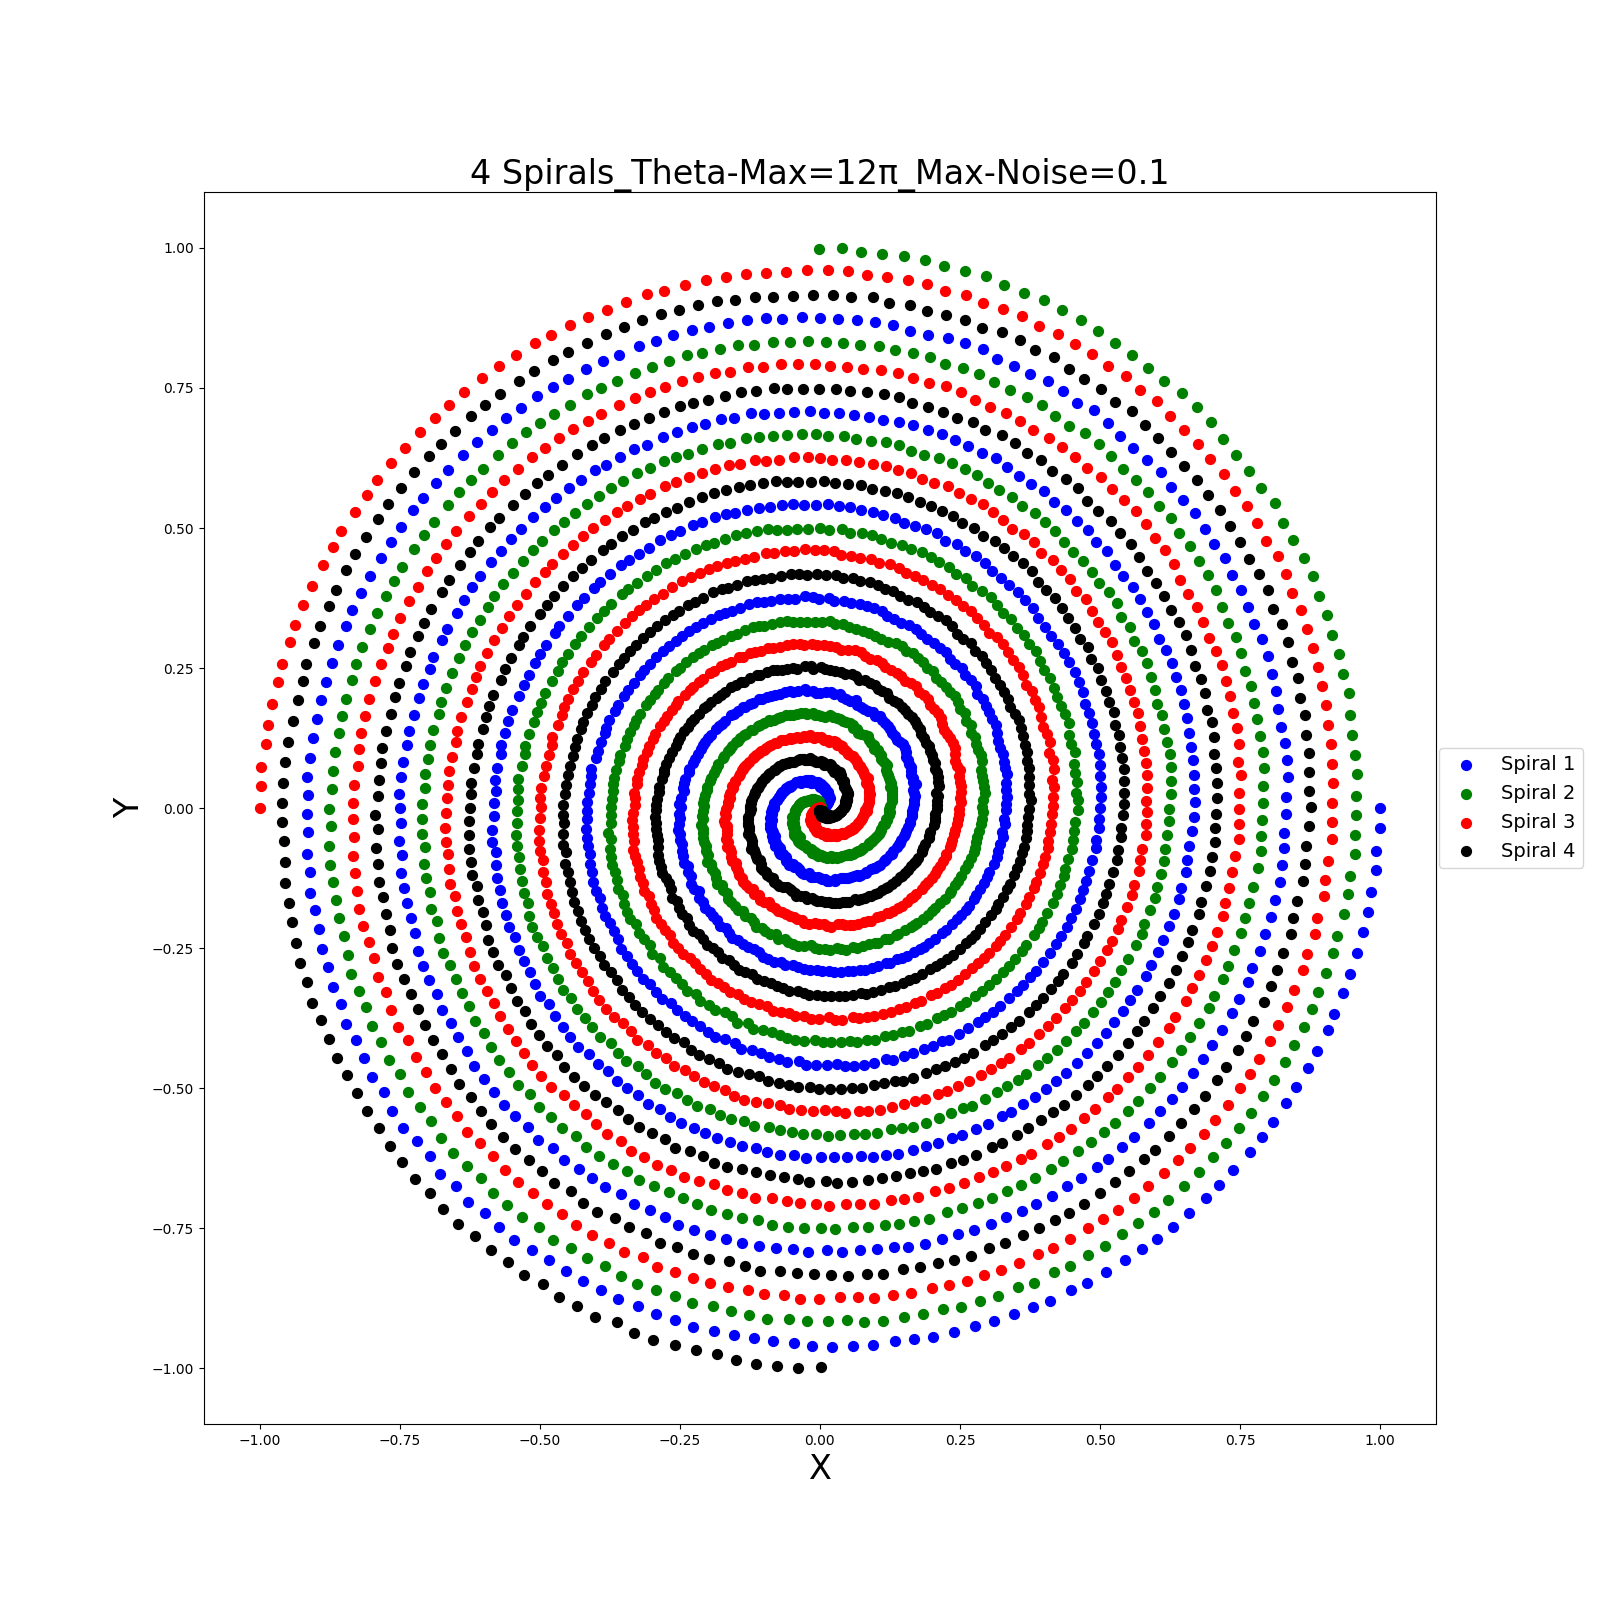 4 Spirals_Theta-Max=12π_Max-Noise=0.1
1.00
0.75
0.50
0.25
0.00
−0.25
−0.50
−0.75
−1.00
Y
Spiral 1
Spiral 2
Spiral 3
Spiral 4
−1.00 −0.75 −0.50 −0.25 0.00 0.25 0.50 0.75 1.00
X